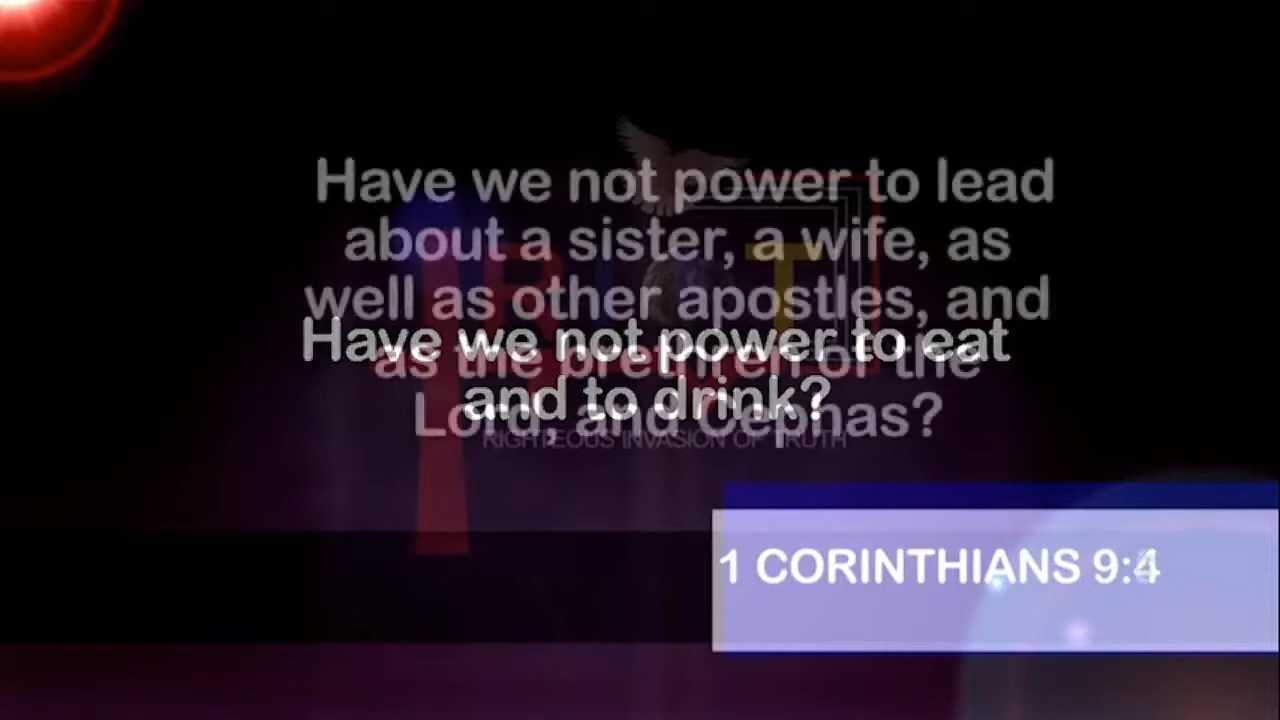 Have we not power to lead
about a sister, a wife, as
well as other apostles, and
as the brethren of the
Lord, and Cephas?
Have we not power to eat
and to drink?
RIGHTEOUS INVASION OF TRUTH
1 CORINTHIANS 9:4